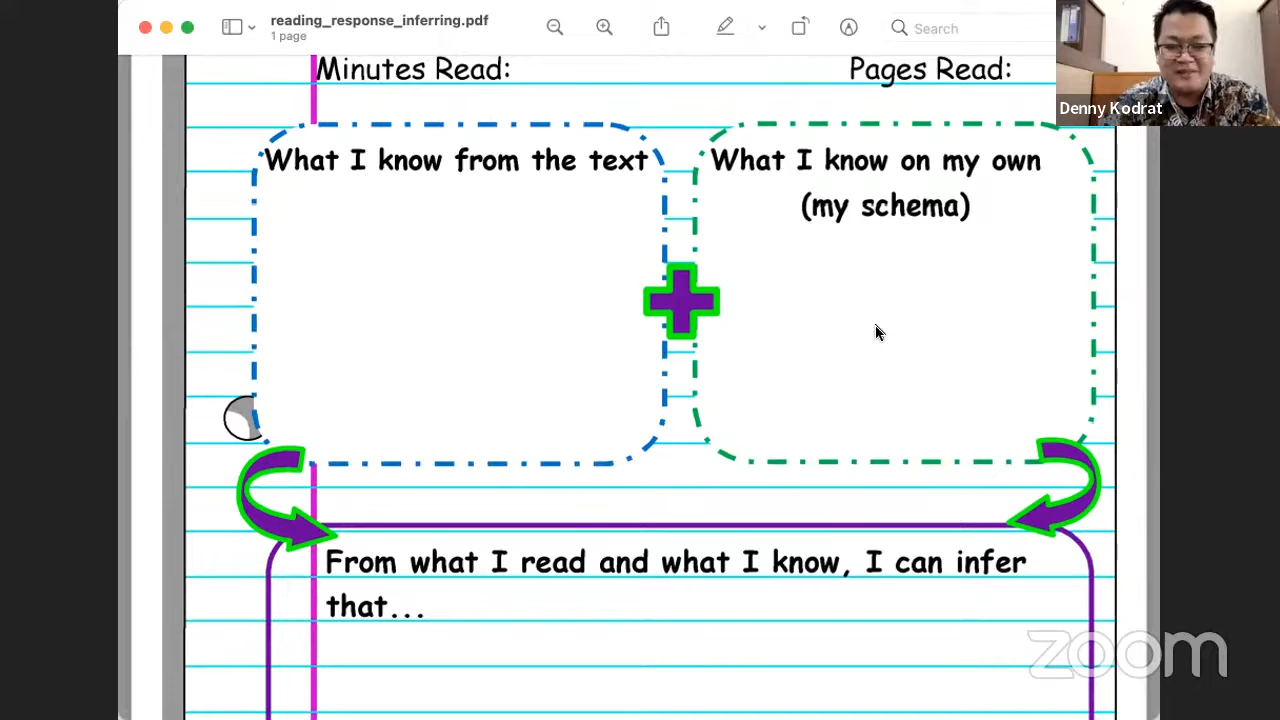 reading_response_inferring.pdf
1 page
Search
Denny Kodrat
Minutes Read:
Pages Read:
What I know from the text
What I know on my own
(my schema)
From what I read and what I know, I can infer
that...
zoom